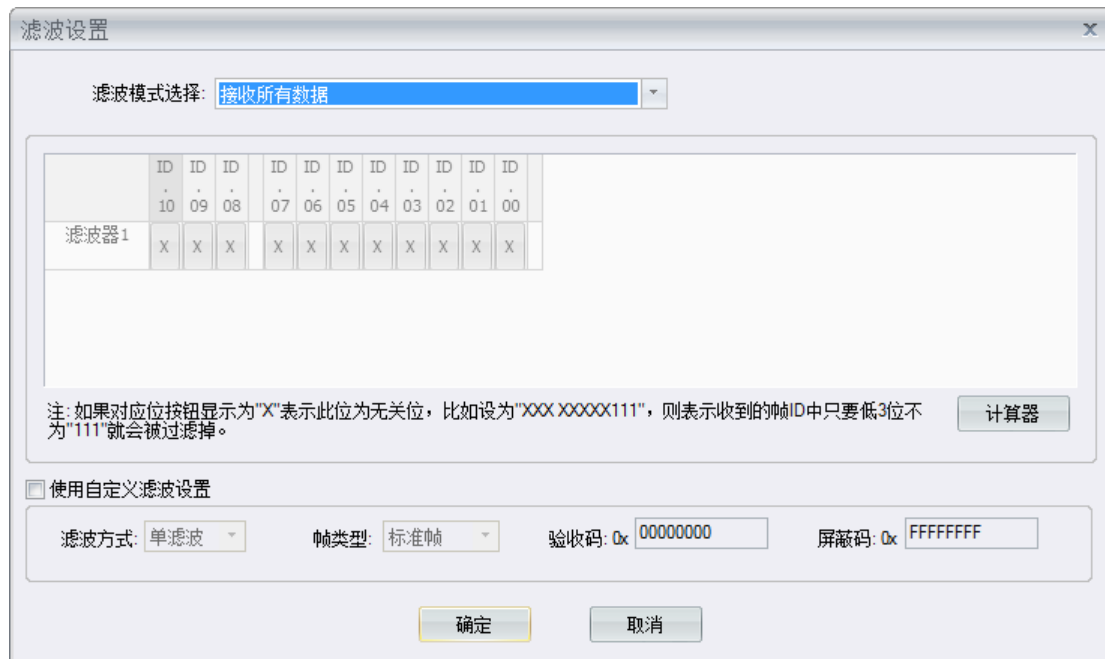 滤波设置 x
滤波模式选择: 接收所有数据
ID ID ID ID ID ID ID ID ID ID ID
. . . . . . . . . . .
10 09 08 07 06 05 04 03 02 01 00
滤波器1 X X X X X X X X X X X
注:如果对应位按钮显示为"X"表示此位为无关位，比如设为"XXX XXXXX111"，则表示收到的帧ID中只要低3位不 计算器
为"111"就会被过滤掉。
使用自定义滤波设置
滤波方式: 单滤波 帧类型: 标准帧 验收码: 0x 00000000 屏蔽码: 0x FFFFFFFF
确定 取消